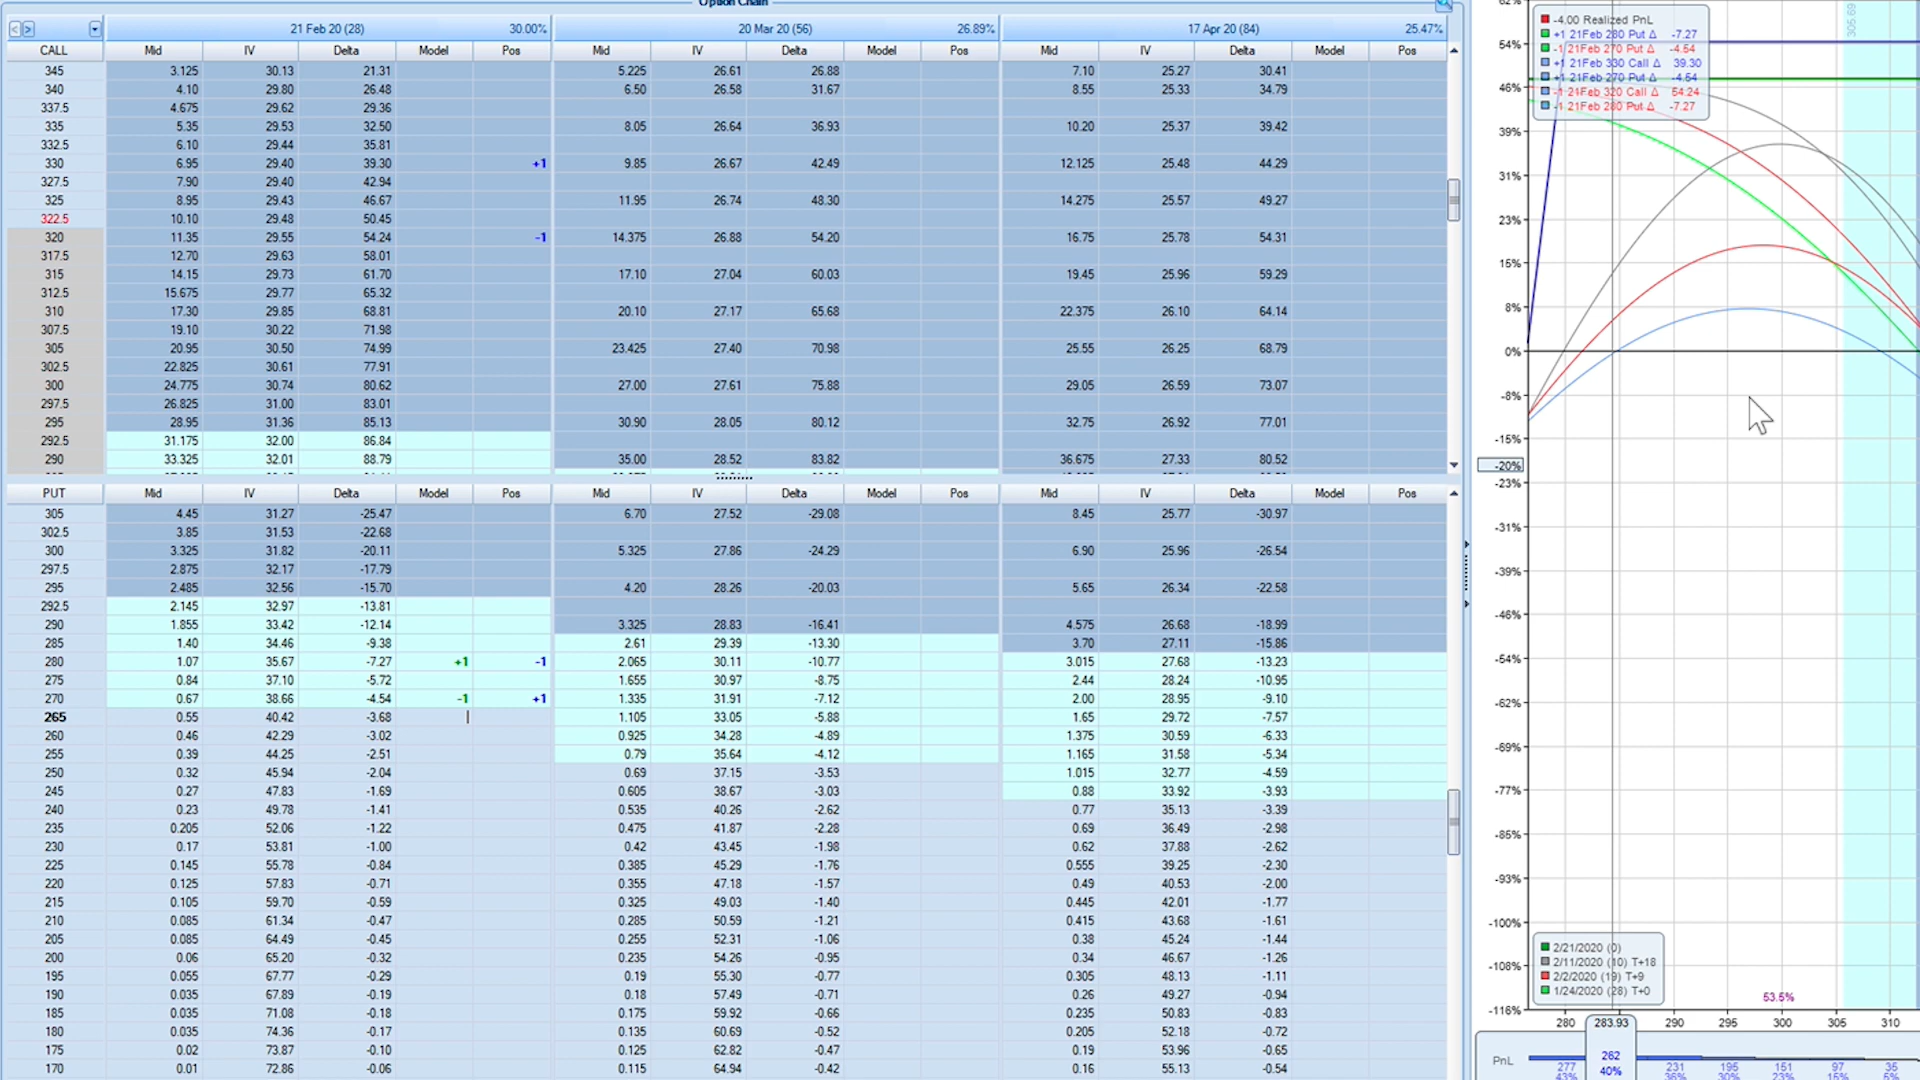 Option Chain
21 Feb 20 (28) 30.00% 20 Mar 20 (56) 26.89% 17 Apr 20 (84) 25.47%
CALL Mid IV Delta Model Pos Mid IV Delta Model Pos Mid IV Delta Model Pos
345 3.125 30.13 21.31 5.225 26.61 26.88 7.10 25.27 30.41
340 4.10 29.80 26.48 6.50 26.58 31.67 8.55 25.33 34.79
337.5 4.675 29.62 29.36
335 5.35 29.53 32.50 8.05 26.64 36.93 10.20 25.37 39.42
332.5 6.10 29.44 35.81
330 6.95 29.40 39.30 +1 9.85 26.67 42.49 12.125 25.48 44.29
327.5 7.90 29.40 42.94
325 8.95 29.43 46.67 11.95 26.74 48.30 14.275 25.57 49.27
322.5 10.10 29.48 50.45
320 11.35 29.55 54.24 -1 14.375 26.88 54.20 16.75 25.78 54.31
317.5 12.70 29.63 58.01
315 14.15 29.73 61.70 17.10 27.04 60.03 19.45 25.96 59.29
312.5 15.675 29.77 65.32
310 17.30 29.85 68.81 20.10 27.17 65.68 22.375 26.10 64.14
307.5 19.10 30.22 71.98
305 20.95 30.50 74.99 23.425 27.40 70.98 25.55 26.25 68.79
302.5 22.825 30.61 77.91
300 24.775 30.74 80.62 27.00 27.61 75.88 29.05 26.59 73.07
297.5 26.825 31.00 83.01
295 28.95 31.36 85.13 30.90 28.05 80.12 32.75 26.92 77.01
292.5 31.175 32.00 86.84
290 33.325 32.01 88.79 35.00 28.52 83.82 36.675 27.33 80.52
PUT Mid IV Delta Model Pos Mid IV Delta Model Pos Mid IV Delta Model Pos
305 4.45 31.27 -25.47 6.70 27.52 -29.08 8.45 25.77 -30.97
302.5 3.85 31.53 -22.68
300 3.325 31.82 -20.11 5.325 27.86 -24.29 6.90 25.96 -26.54
297.5 2.875 32.17 -17.79
295 2.485 32.56 -15.70 4.20 28.26 -20.03 5.65 26.34 -22.58
292.5 2.145 32.97 -13.81
290 1.855 33.42 -12.14 3.325 28.83 -16.41 4.575 26.68 -18.99
285 1.40 34.46 -9.38 2.61 29.39 -13.30 3.70 27.11 -15.86
280 1.07 35.67 -7.27 +1 -1 2.065 30.11 -10.77 3.015 27.68 -13.23
275 0.84 37.10 -5.72 1.655 30.97 -8.75 2.44 28.24 -10.95
270 0.67 38.66 -4.54 -1 +1 1.335 31.91 -7.12 2.00 28.95 -9.10
265 0.55 40.42 -3.68 1.105 33.05 -5.88 1.65 29.72 -7.57
260 0.46 42.29 -3.02 0.925 34.28 -4.89 1.375 30.59 -6.33
255 0.39 44.25 -2.51 0.79 35.64 -4.12 1.165 31.58 -5.34
250 0.32 45.94 -2.04 0.69 37.15 -3.53 1.015 32.77 -4.59
245 0.27 47.83 -1.69 0.605 38.67 -3.03 0.88 33.92 -3.93
240 0.23 49.78 -1.41 0.535 40.26 -2.62 0.77 35.13 -3.39
235 0.205 52.06 -1.22 0.475 41.87 -2.28 0.69 36.49 -2.98
230 0.17 53.81 -1.00 0.42 43.45 -1.98 0.62 37.88 -2.62
225 0.145 55.78 -0.84 0.385 45.29 -1.76 0.555 39.25 -2.30
220 0.125 57.83 -0.71 0.355 47.18 -1.57 0.49 40.53 -2.00
215 0.105 59.70 -0.59 0.325 49.03 -1.40 0.445 42.01 -1.77
210 0.085 61.34 -0.47 0.285 50.59 -1.21 0.415 43.68 -1.61
205 0.085 64.49 -0.45 0.255 52.31 -1.06 0.38 45.24 -1.44
200 0.06 65.20 -0.32 0.235 54.26 -0.95 0.34 46.67 -1.26
195 0.055 67.77 -0.29 0.19 55.30 -0.77 0.305 48.13 -1.11
190 0.035 67.89 -0.19 0.18 57.49 -0.71 0.26 49.27 -0.94
185 0.035 71.08 -0.18 0.175 59.92 -0.66 0.235 50.83 -0.83
180 0.035 74.36 -0.17 0.135 60.69 -0.52 0.205 52.18 -0.72
175 0.02 73.87 -0.10 0.125 62.82 -0.47 0.19 53.96 -0.65
170 0.01 72.86 -0.06 0.115 64.94 -0.42 0.16 55.13 -0.54
62%
54%
46%
39%
31%
23%
15%
8%
0%
-8%
-15%
-20%
-23%
-31%
-39%
-46%
-54%
-62%
-69%
-77%
-85%
-93%
-100%
-108%
-116%
-4.00 Realized PnL
+1 21Feb 280 Put Δ -7.27
-1 21Feb 270 Put Δ -4.54
+1 21Feb 330 Call Δ 39.30
+1 21Feb 270 Put Δ -4.54
-1 21Feb 320 Call Δ 54.24
-1 21Feb 280 Put Δ -7.27
305.69
2/21/2020 (0)
2/11/2020 (10) T+18
2/2/2020 (19) T+9
1/24/2020 (28) T+0
53.5%
280 283.93 290 295 300 305 310
PnL 277 262 231 195 151 97 35
43% 40% 36% 30% 23% 15% 5%